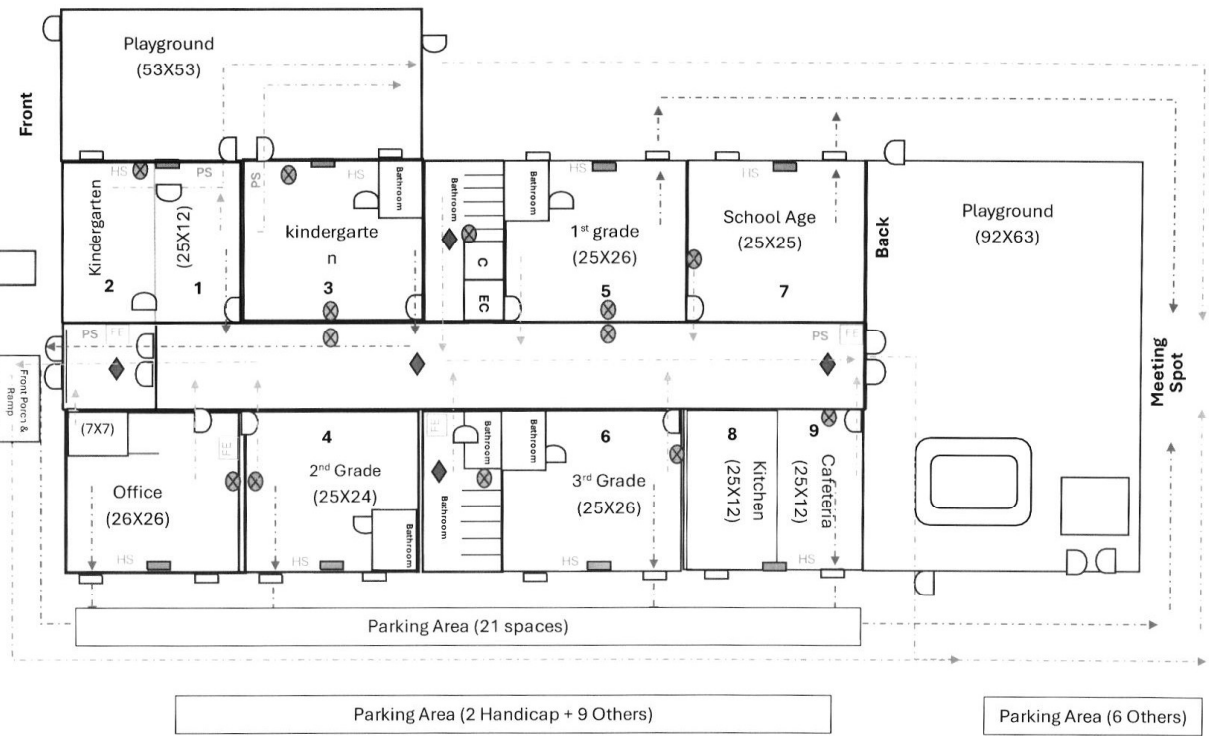 Playground
(53X53)
Front
HS
PS
PS
HS
Bathroom
Bathroom
Bathroom
HS
HS
Kindergarten
(25X12)
kindergarte
n
1st grade
(25X26)
School Age
(25X25)
Back
Playground
(92X63)
C
EC
2
1
3
5
7
PS
FE
PS
FE
Meeting
Spot
Front Porch &
Ramp
(7X7)
FE
Office
(26X26)
HS
4
2nd Grade
(25X24)
HS
Bathroom
FE
Bathroom
Bathroom
Bathroom
6
3rd Grade
(25X26)
HS
8
Kitchen
(25X12)
9
Cafeteria
(25X12)
HS
Parking Area (21 spaces)
Parking Area (2 Handicap + 9 Others)
Parking Area (6 Others)